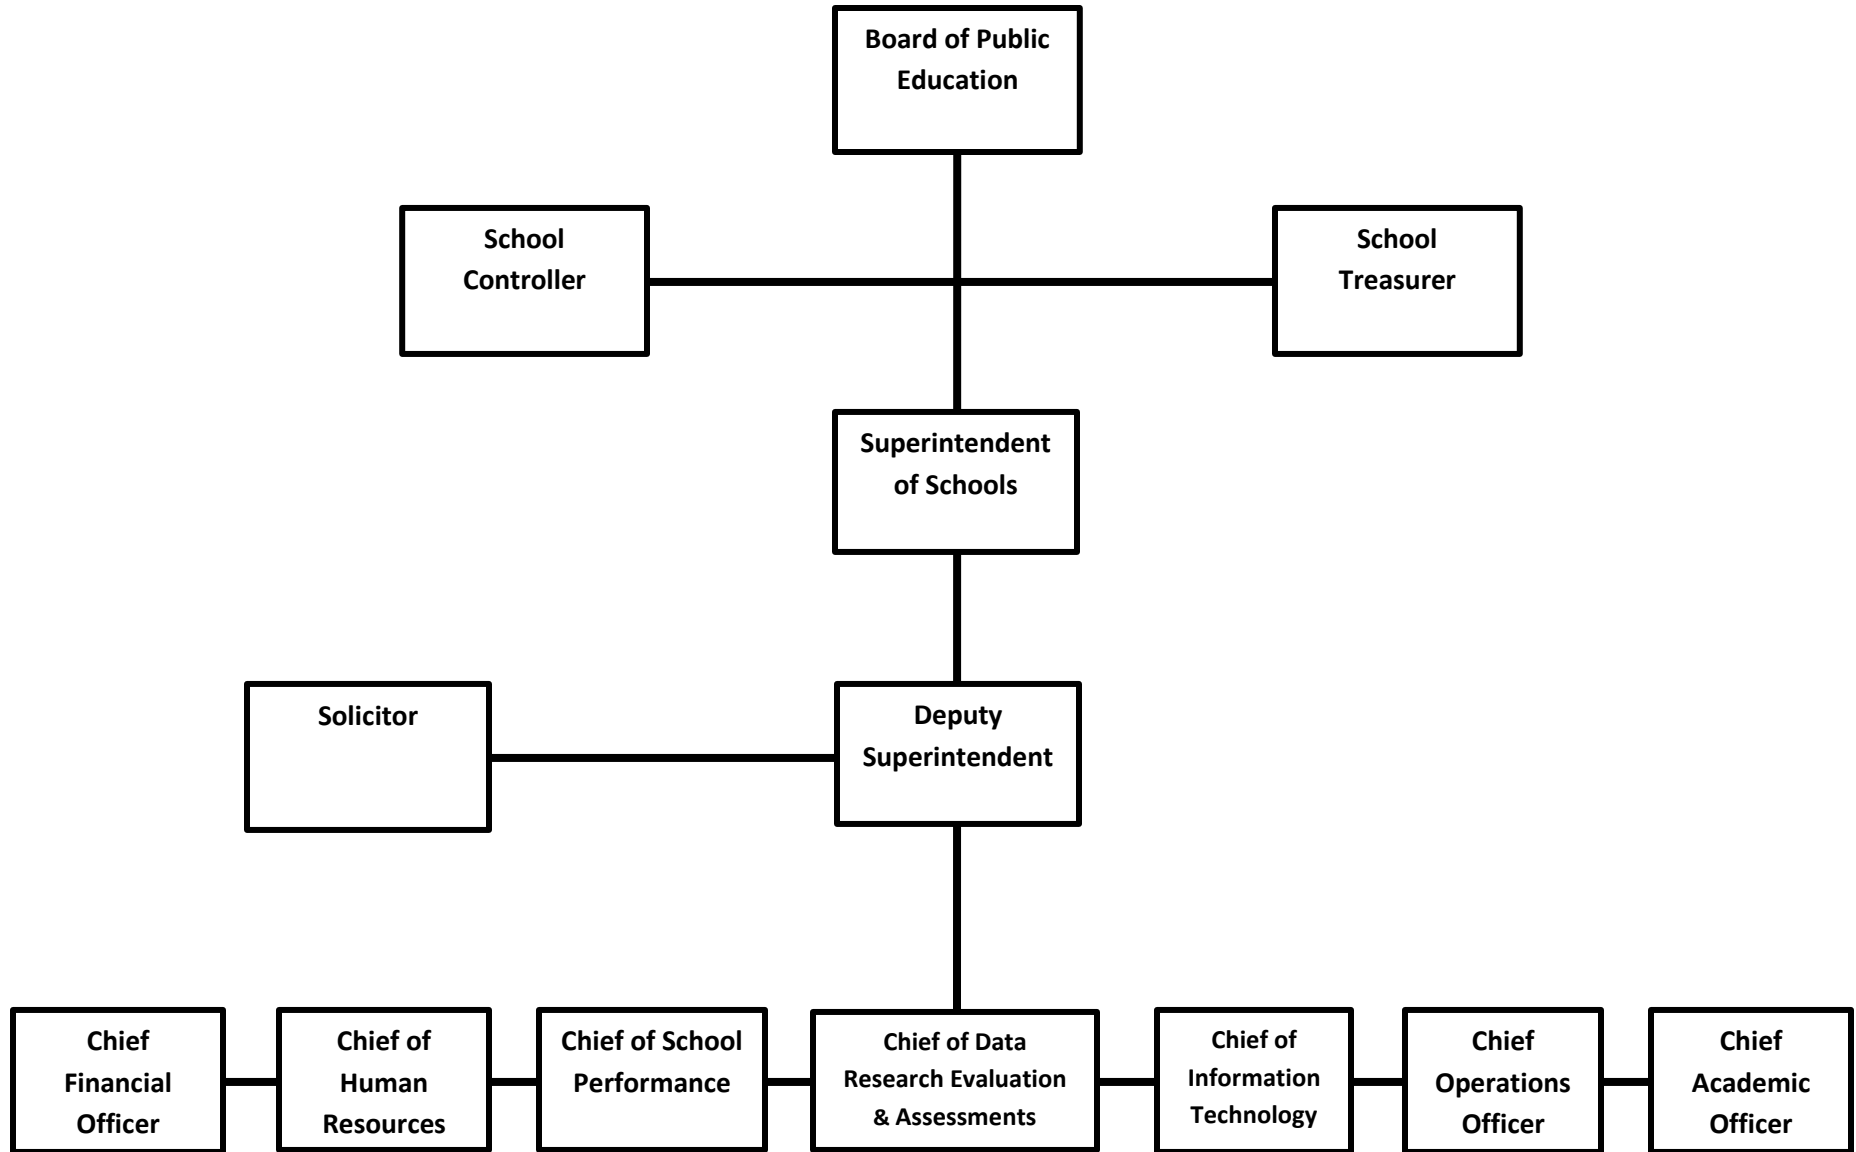 Board of Public
Education
School
Controller
School
Treasurer
Superintendent
of Schools
Solicitor
Deputy
Superintendent
Chief
Financial
Officer
Chief of
Human
Resources
Chief of School
Performance
Chief of Data
Research Evaluation
& Assessments
Chief of
Information
Technology
Chief
Operations
Officer
Chief
Academic
Officer